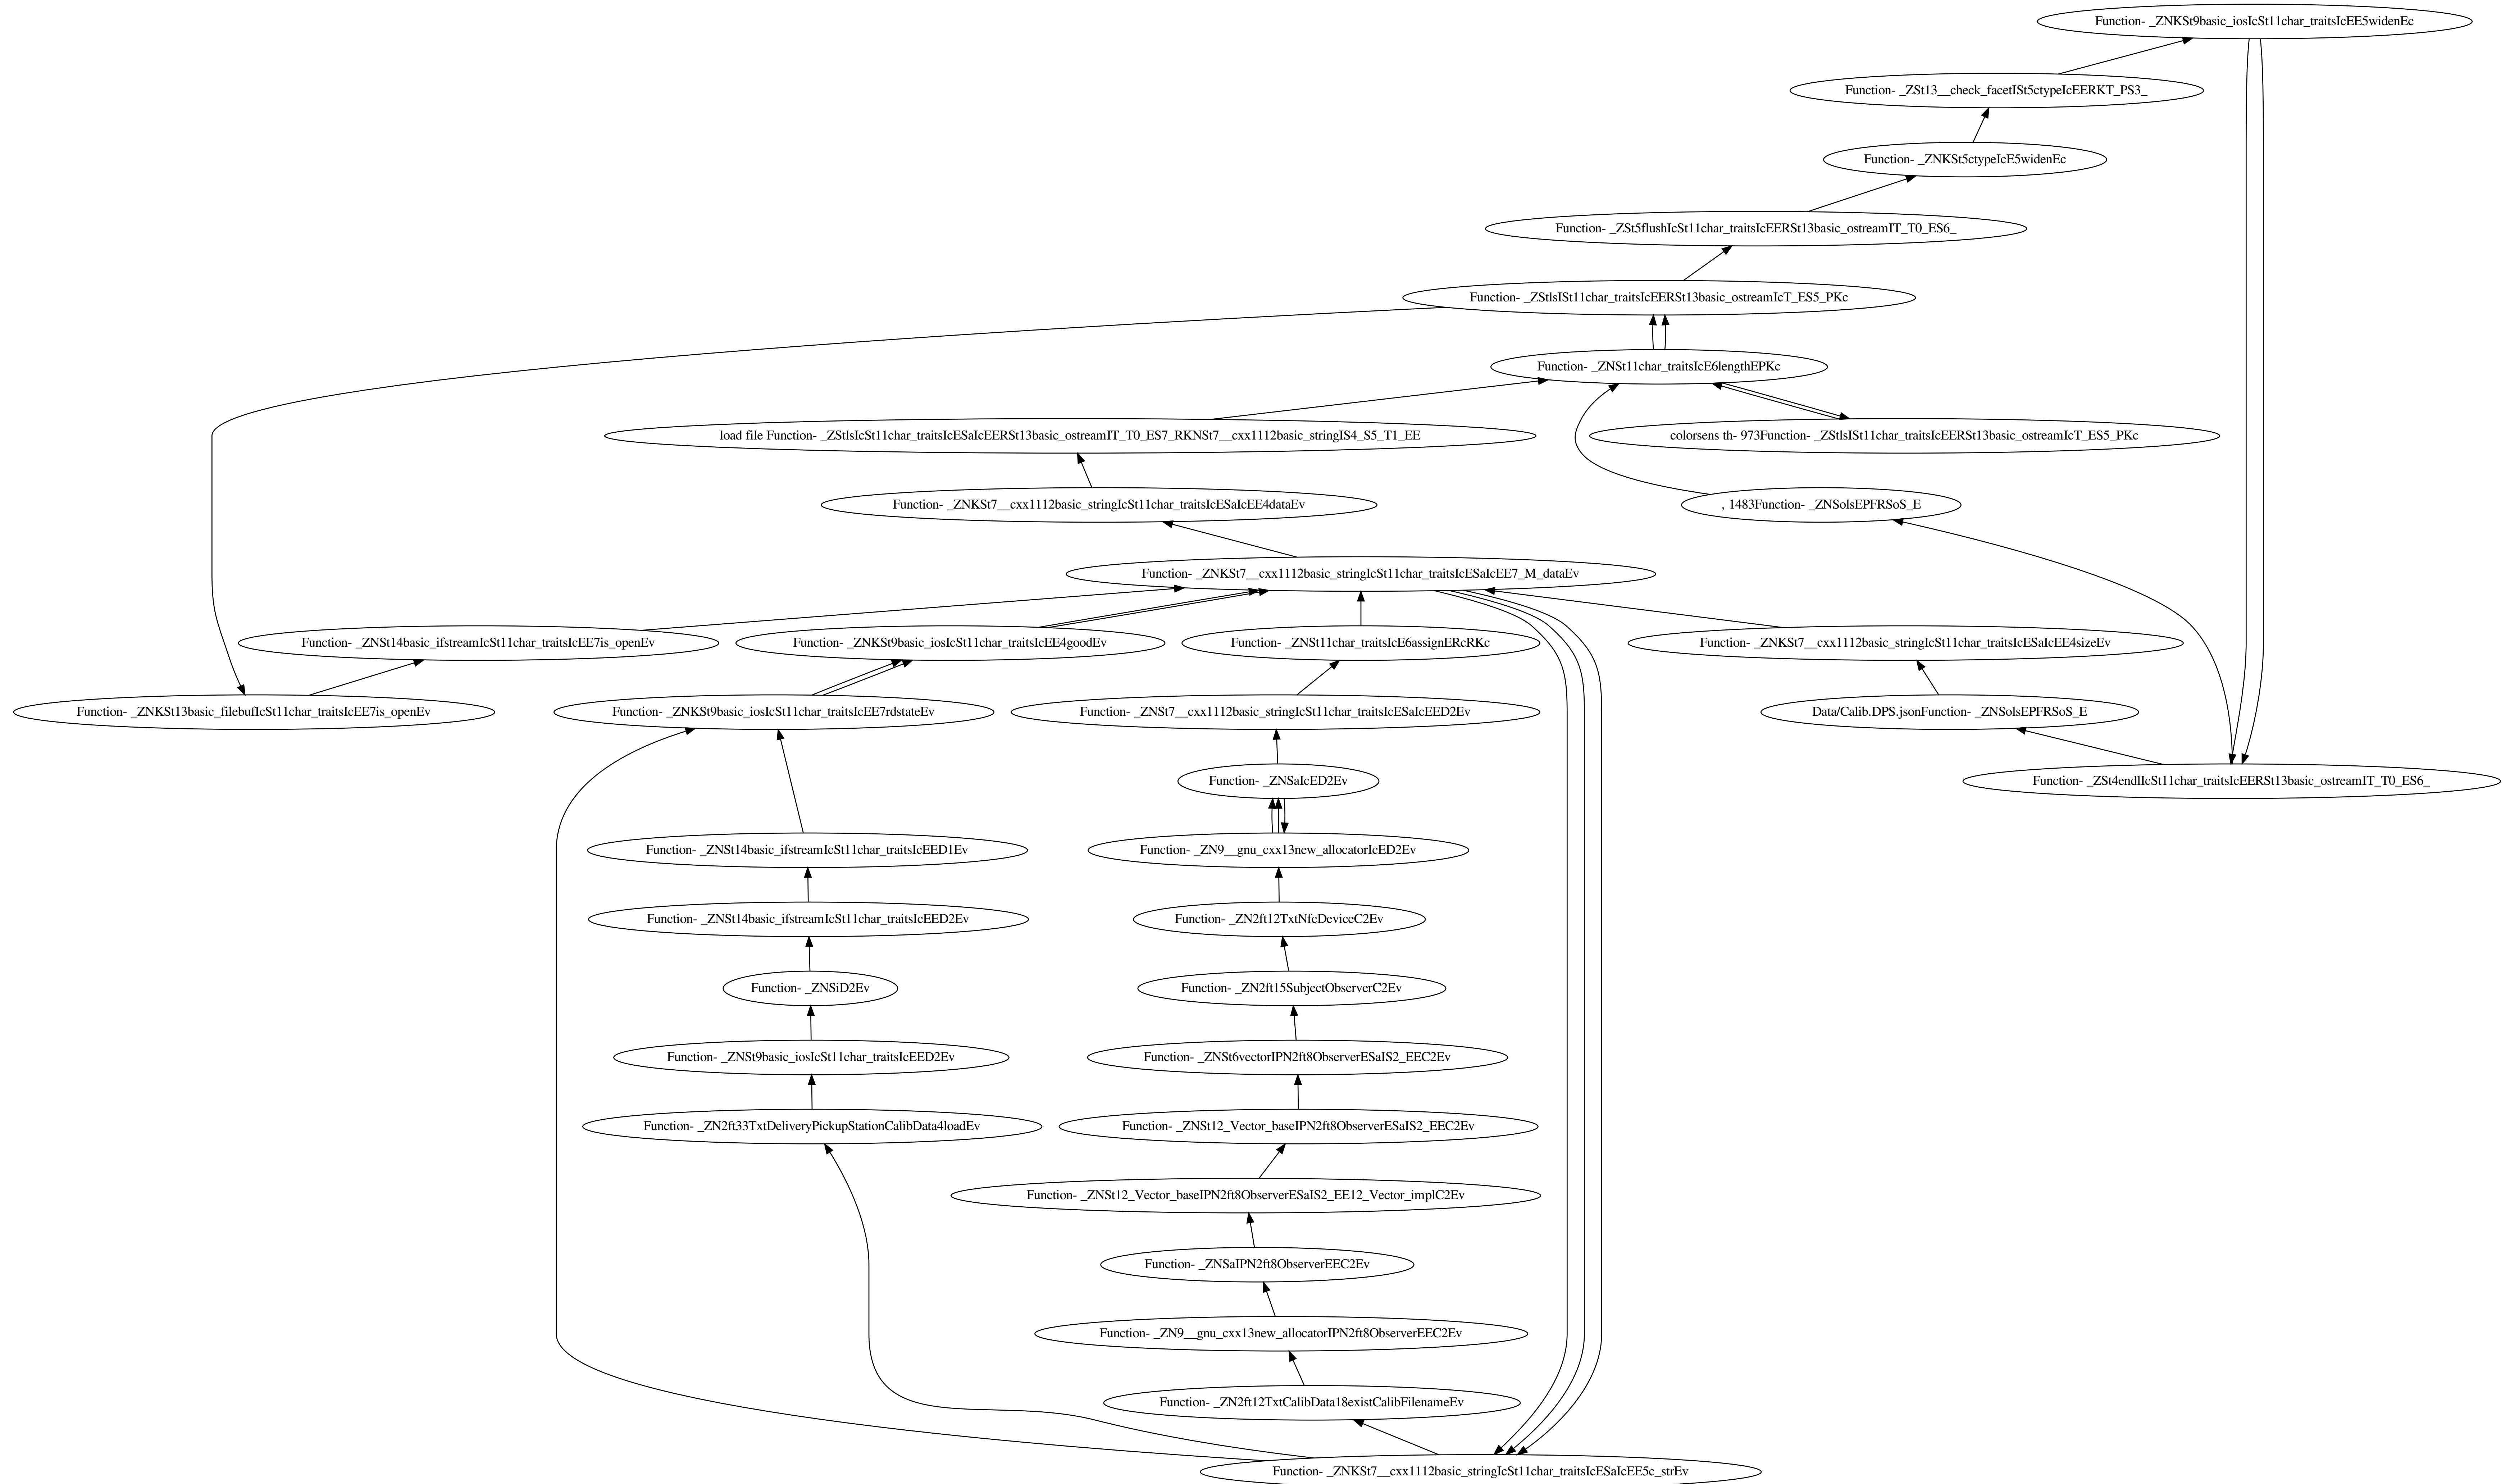 Function- _ZNKSt9basic_iosIcSt11char_traitsIcEE5widenEc
Function- _ZSt13__check_facetISt5ctypeIcEERKT_PS3_
Function- _ZNKSt5ctypeIcE5widenEc
Function- _ZSt5flushIcSt11char_traitsIcEERSt13basic_ostreamIT_T0_ES6_
Function- _ZStlsISt11char_traitsIcEERSt13basic_ostreamIcT_ES5_PKc
Function- _ZNSt11char_traitsIcE6lengthEPKc
load file Function- _ZStlsIcSt11char_traitsIcESaIcEERSt13basic_ostreamIT_T0_ES7_RKNSt7__cxx1112basic_stringIS4_S5_T1_EE
colorsens th- 973Function- _ZStlsISt11char_traitsIcEERSt13basic_ostreamIcT_ES5_PKc
Function- _ZNKSt7__cxx1112basic_stringIcSt11char_traitsIcESaIcEE4dataEv
, 1483Function- _ZNSolsEPFRSoS_E
Function- _ZNKSt7__cxx1112basic_stringIcSt11char_traitsIcESaIcEE7_M_dataEv
Function- _ZNSt14basic_ifstreamIcSt11char_traitsIcEE7is_openEv
Function- _ZNKSt9basic_iosIcSt11char_traitsIcEE4goodEv
Function- _ZNSt11char_traitsIcE6assignERcRKc
Function- _ZNKSt7__cxx1112basic_stringIcSt11char_traitsIcESaIcEE4sizeEv
Function- _ZNKSt13basic_filebufIcSt11char_traitsIcEE7is_openEv
Function- _ZNKSt9basic_iosIcSt11char_traitsIcEE7rdstateEv
Function- _ZNSt7__cxx1112basic_stringIcSt11char_traitsIcESaIcEED2Ev
Data/Calib.DPS.jsonFunction- _ZNSolsEPFRSoS_E
Function- _ZNSaIcED2Ev
Function- _ZSt4endlIcSt11char_traitsIcEERSt13basic_ostreamIT_T0_ES6_
Function- _ZNSt14basic_ifstreamIcSt11char_traitsIcEED1Ev
Function- _ZN9__gnu_cxx13new_allocatorIcED2Ev
Function- _ZNSt14basic_ifstreamIcSt11char_traitsIcEED2Ev
Function- _ZN2ft12TxtNfcDeviceC2Ev
Function- _ZNSiD2Ev
Function- _ZN2ft15SubjectObserverC2Ev
Function- _ZNSt9basic_iosIcSt11char_traitsIcEED2Ev
Function- _ZNSt6vectorIPN2ft8ObserverESaIS2_EEC2Ev
Function- _ZN2ft33TxtDeliveryPickupStationCalibData4loadEv
Function- _ZNSt12_Vector_baseIPN2ft8ObserverESaIS2_EEC2Ev
Function- _ZNSt12_Vector_baseIPN2ft8ObserverESaIS2_EE12_Vector_implC2Ev
Function- _ZNSaIPN2ft8ObserverEEC2Ev
Function- _ZN9__gnu_cxx13new_allocatorIPN2ft8ObserverEEC2Ev
Function- _ZN2ft12TxtCalibData18existCalibFilenameEv
Function- _ZNKSt7__cxx1112basic_stringIcSt11char_traitsIcESaIcEE5c_strEv